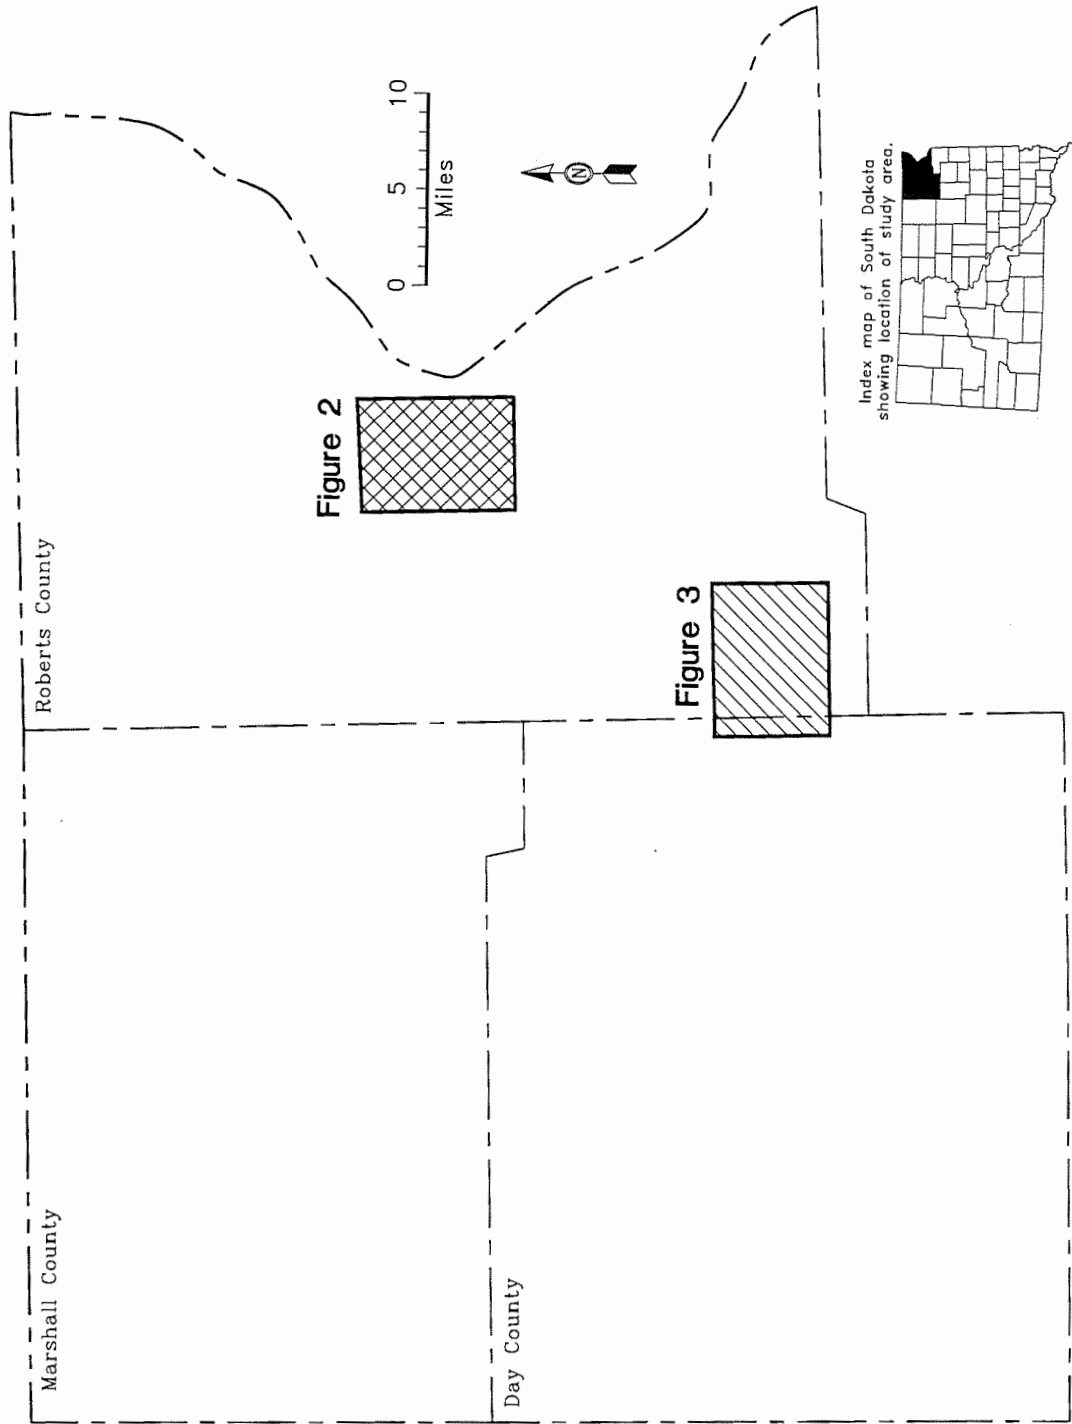 Marshall County
Roberts County
Day County
Figure 2
Figure 3
0 5 10
Miles
N
Index map of South Dakota
showing location of study area.